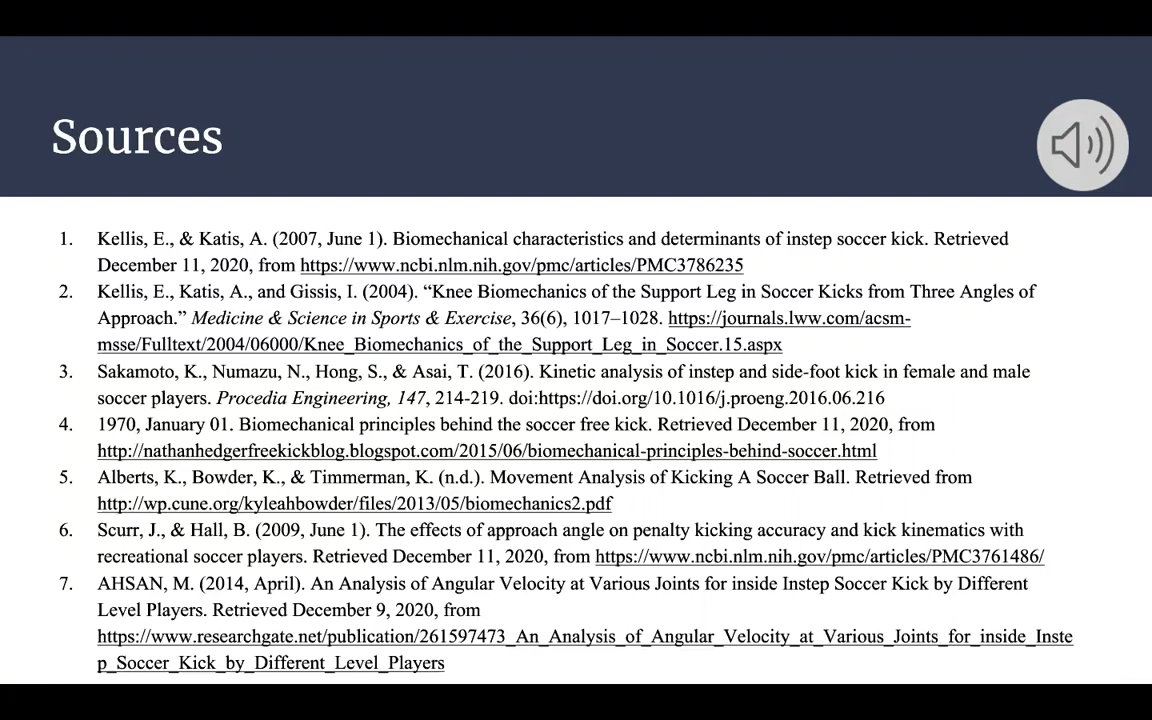 Sources
1. Kellis, E., & Katis, A. (2007, June 1). Biomechanical characteristics and determinants of instep soccer kick. Retrieved
December 11, 2020, from https://www.ncbi.nlm.nih.gov/pmc/articles/PMC3786235
2. Kellis, E., Katis, A., and Gissis, I. (2004). “Knee Biomechanics of the Support Leg in Soccer Kicks from Three Angles of
Approach.” Medicine & Science in Sports & Exercise, 36(6), 1017–1028. https://journals.lww.com/acsm-
msse/Fulltext/2004/06000/Knee_Biomechanics_of_the_Support_Leg_in_Soccer.15.aspx
3. Sakamoto, K., Numazu, N., Hong, S., & Asai, T. (2016). Kinetic analysis of instep and side-foot kick in female and male
soccer players. Procedia Engineering, 147, 214-219. doi:https://doi.org/10.1016/j.proeng.2016.06.216
4. 1970, January 01. Biomechanical principles behind the soccer free kick. Retrieved December 11, 2020, from
http://nathanhedgerfreekickblog.blogspot.com/2015/06/biomechanical-principles-behind-soccer.html
5. Alberts, K., Bowder, K., & Timmerman, K. (n.d.). Movement Analysis of Kicking A Soccer Ball. Retrieved from
http://wp.cune.org/kyleahbowder/files/2013/05/biomechanics2.pdf
6. Scurr, J., & Hall, B. (2009, June 1). The effects of approach angle on penalty kicking accuracy and kick kinematics with
recreational soccer players. Retrieved December 11, 2020, from https://www.ncbi.nlm.nih.gov/pmc/articles/PMC3761486/
7. AHSAN, M. (2014, April). An Analysis of Angular Velocity at Various Joints for inside Instep Soccer Kick by Different
Level Players. Retrieved December 9, 2020, from
https://www.researchgate.net/publication/261597473_An_Analysis_of_Angular_Velocity_at_Various_Joints_for_inside_Inste
p_Soccer_Kick_by_Different_Level_Players